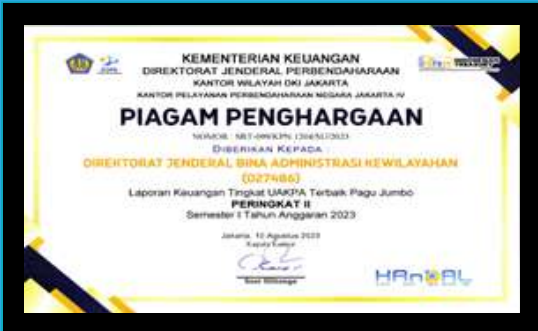 KEMENTERIAN KEUANGAN
DIREKTORAT JENDERAL PERBENDAHARAAN
KANTOR WILAYAH DKI JAKARTA
KANTOR PELAYANAN PERBENDAHARAAN NEGARA JAKARTA IV
PIAGAM PENGHARGAAN
NOMOR :
DIBERIKAN KEPADA :
DIREKTORAT JENDERAL BINA ADMINISTRASI KEWILAYAHAN
(027486)
Laporan Keuangan Tingkat UAKPA Terbaik Pagu Jumbo
PERINGKAT II
Semester I Tahun Anggaran 2023
Jakarta, 10 Agustus 2023
Kepala Kantor
HAnDAL